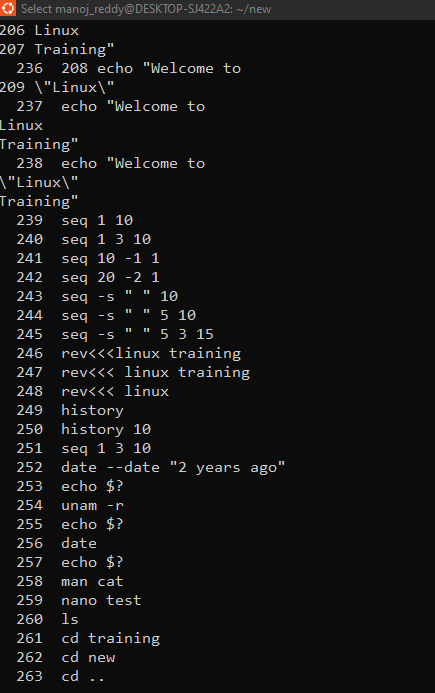 Select manoj_reddy@DESKTOP-SJ422A2: ~/new
206 Linux
207 Training"
236 208 echo "Welcome to
209 \"Linux\"
237 echo "Welcome to
Linux
Training"
238 echo "Welcome to
\"Linux\"
Training"
239 seq 1 10
240 seq 1 3 10
241 seq 10 -1 1
242 seq 20 -2 1
243 seq -s " " 10
244 seq -s " " 5 10
245 seq -s " " 5 3 15
246 rev<<<linux training
247 rev<<< linux training
248 rev<<< linux
249 history
250 history 10
251 seq 1 3 10
252 date --date "2 years ago"
253 echo $?
254 unam -r
255 echo $?
256 date
257 echo $?
258 man cat
259 nano test
260 ls
261 cd training
262 cd new
263 cd ..